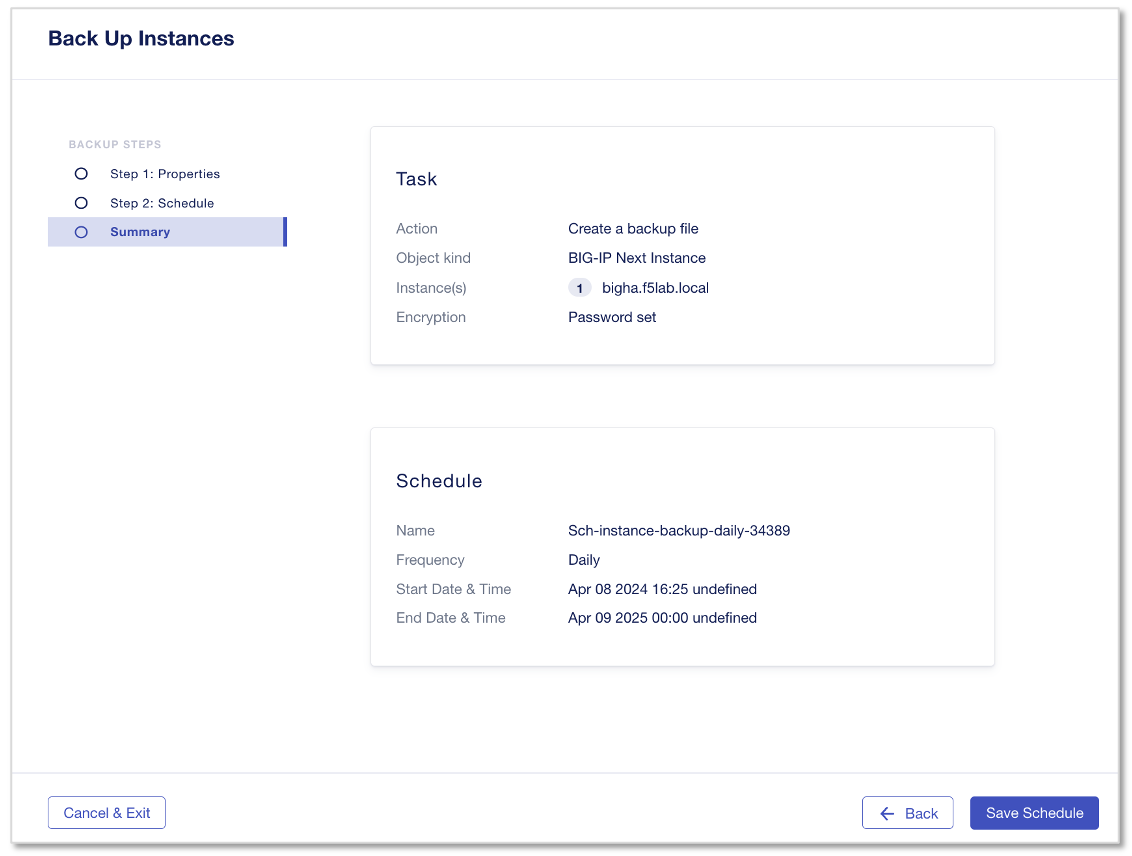 Back Up Instances
BACKUP STEPS
Step 1: Properties
Step 2: Schedule
Summary
Task
Action Create a backup file
Object kind BIG-IP Next Instance
Instance(s) 1 bigha.f5lab.local
Encryption Password set
Schedule
Name Sch-instance-backup-daily-34389
Frequency Daily
Start Date & Time Apr 08 2024 16:25 undefined
End Date & Time Apr 09 2025 00:00 undefined
Cancel & Exit Back Save Schedule